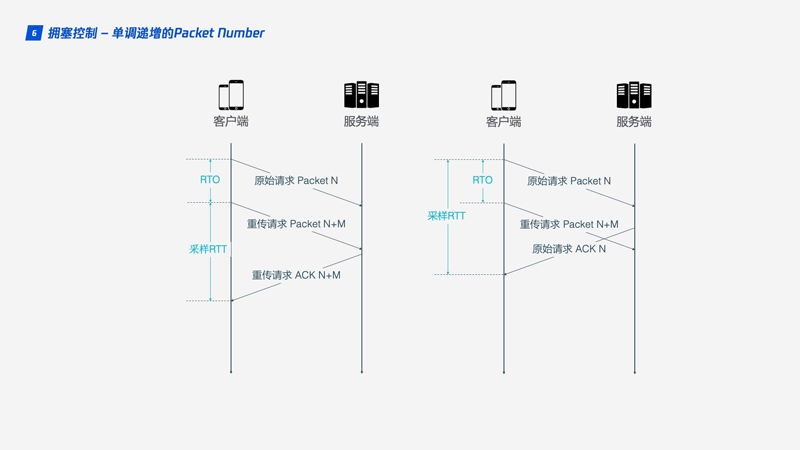 6 拥塞控制 – 单调递增的Packet Number
客户端
服务端
RTO
原始请求 Packet N
重传请求 Packet N+M
采样RTT
重传请求 ACK N+M
客户端
服务端
RTO
原始请求 Packet N
采样RTT
重传请求 Packet N+M
原始请求 ACK N